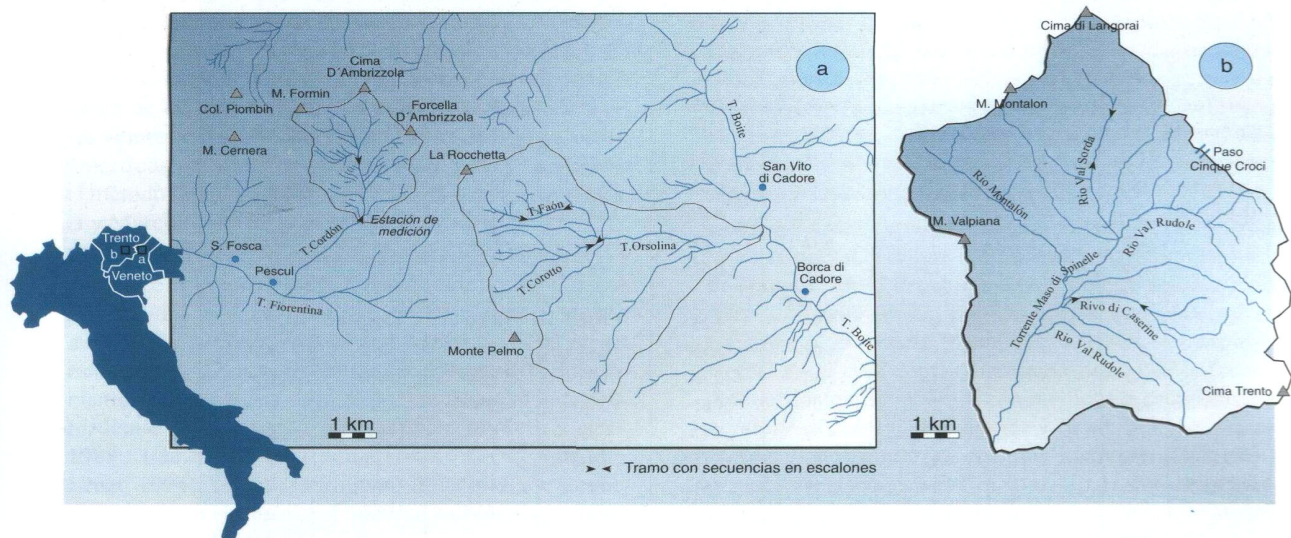 Cima
D´Ambrizzola
M. Formin
Col. Piombin
Forcella
D´Ambrizzola
M. Cernera
La Rocchetta
T. Boite
San Vito
di Cadore
T. Faón
Estación de
medición
T. Cordón
S. Fosca
T. Orsolina
Pescul
T. Corotto
Borca di
Cadore
T. Fiorentina
Monte Pelmo
T. Boite
1 km
a
Trento
b
a
Veneto
Tramo con secuencias en escalones
Cima di Langorai
b
M. Montalon
Rio Val Sorda
Paso
Cinque Croci
Rio Montalón
M. Valpiana
Rio Val Rudole
Torrente Maso di Spinelle
Rivo di Caserine
Rio Val Rudole
Cima Trento
1 km